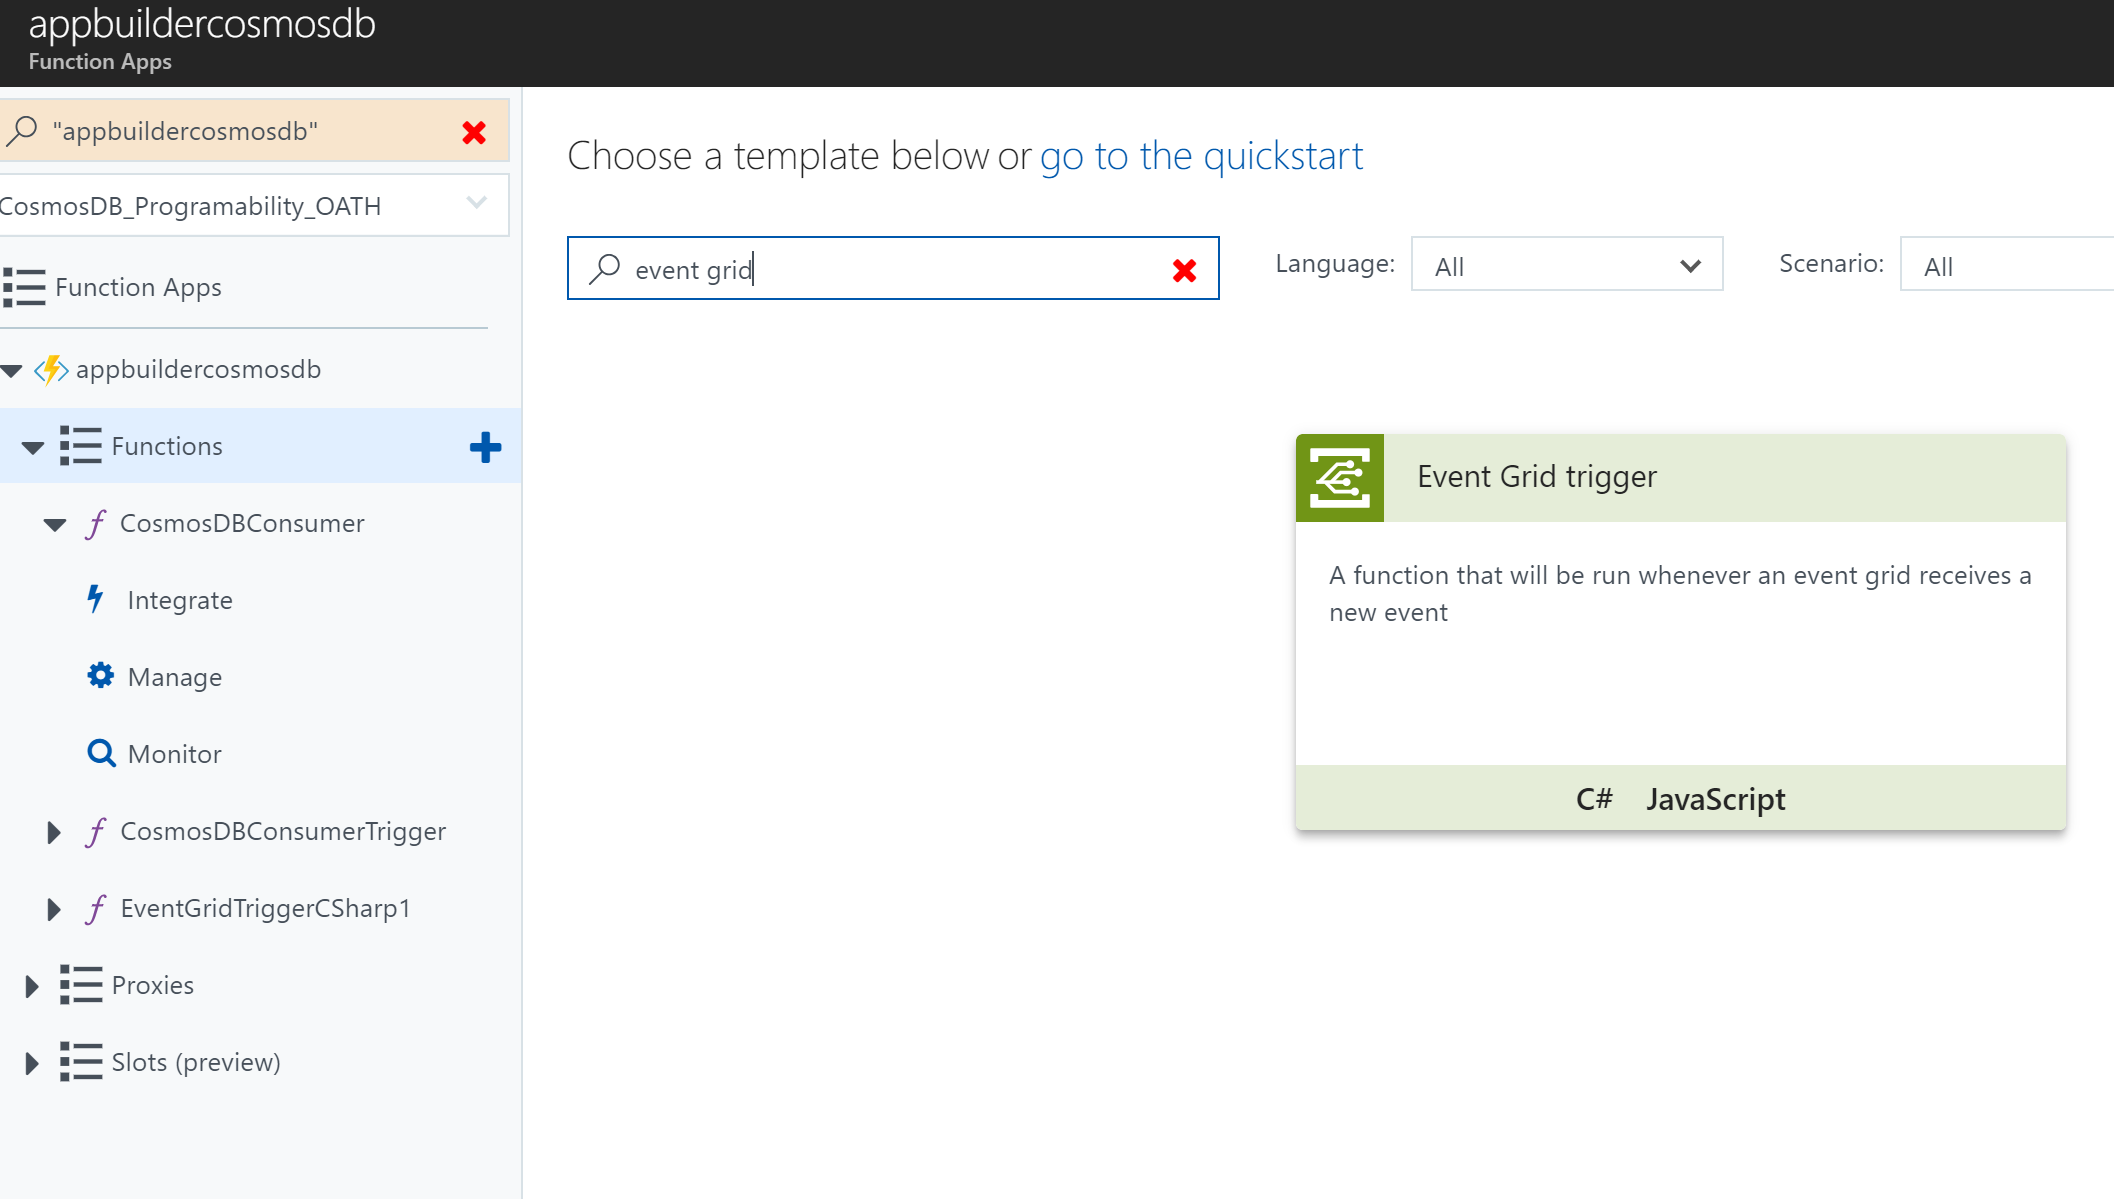 appbuildercosmosdb
Function Apps
"appbuildercosmosdb"
CosmosDB_Programability_OATH
Function Apps
appbuildercosmosdb
Functions
CosmosDBConsumer
Integrate
Manage
Monitor
CosmosDBConsumerTrigger
EventGridTriggerCSharp1
Proxies
Slots (preview)
Choose a template below or go to the quickstart
event grid
Language: All
Scenario: All
Event Grid trigger
A function that will be run whenever an event grid receives a
new event
C# JavaScript